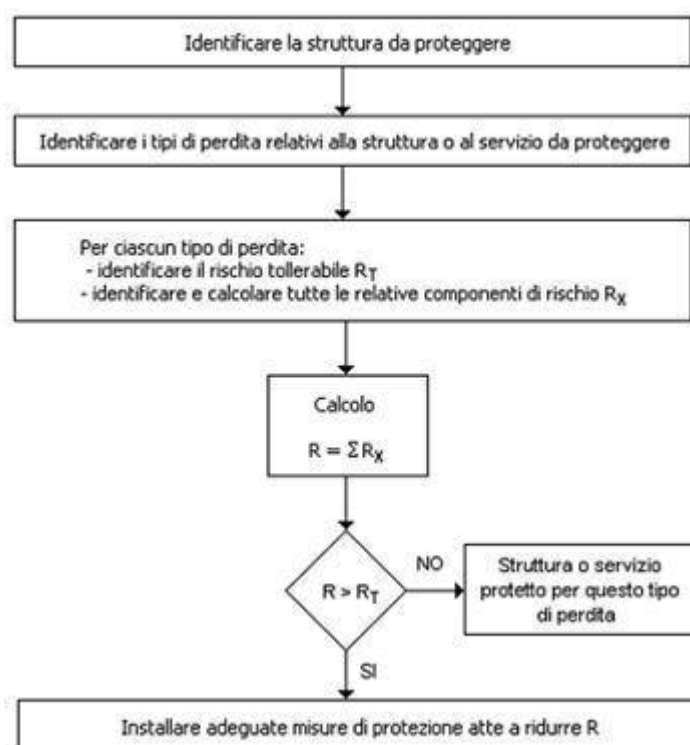 Identificare la struttura da proteggere
Identificare i tipi di perdita relativi alla struttura o al servizio da proteggere
Per ciascun tipo di perdita:
- identificare il rischio tollerabile RT
- identificare e calcolare tutte le relative componenti di rischio RX
Calcolo
R = ΣRX
R > RT
NO
Struttura o servizio
protetto per questo tipo
di perdita
SI
Installare adeguate misure di protezione atte a ridurre R